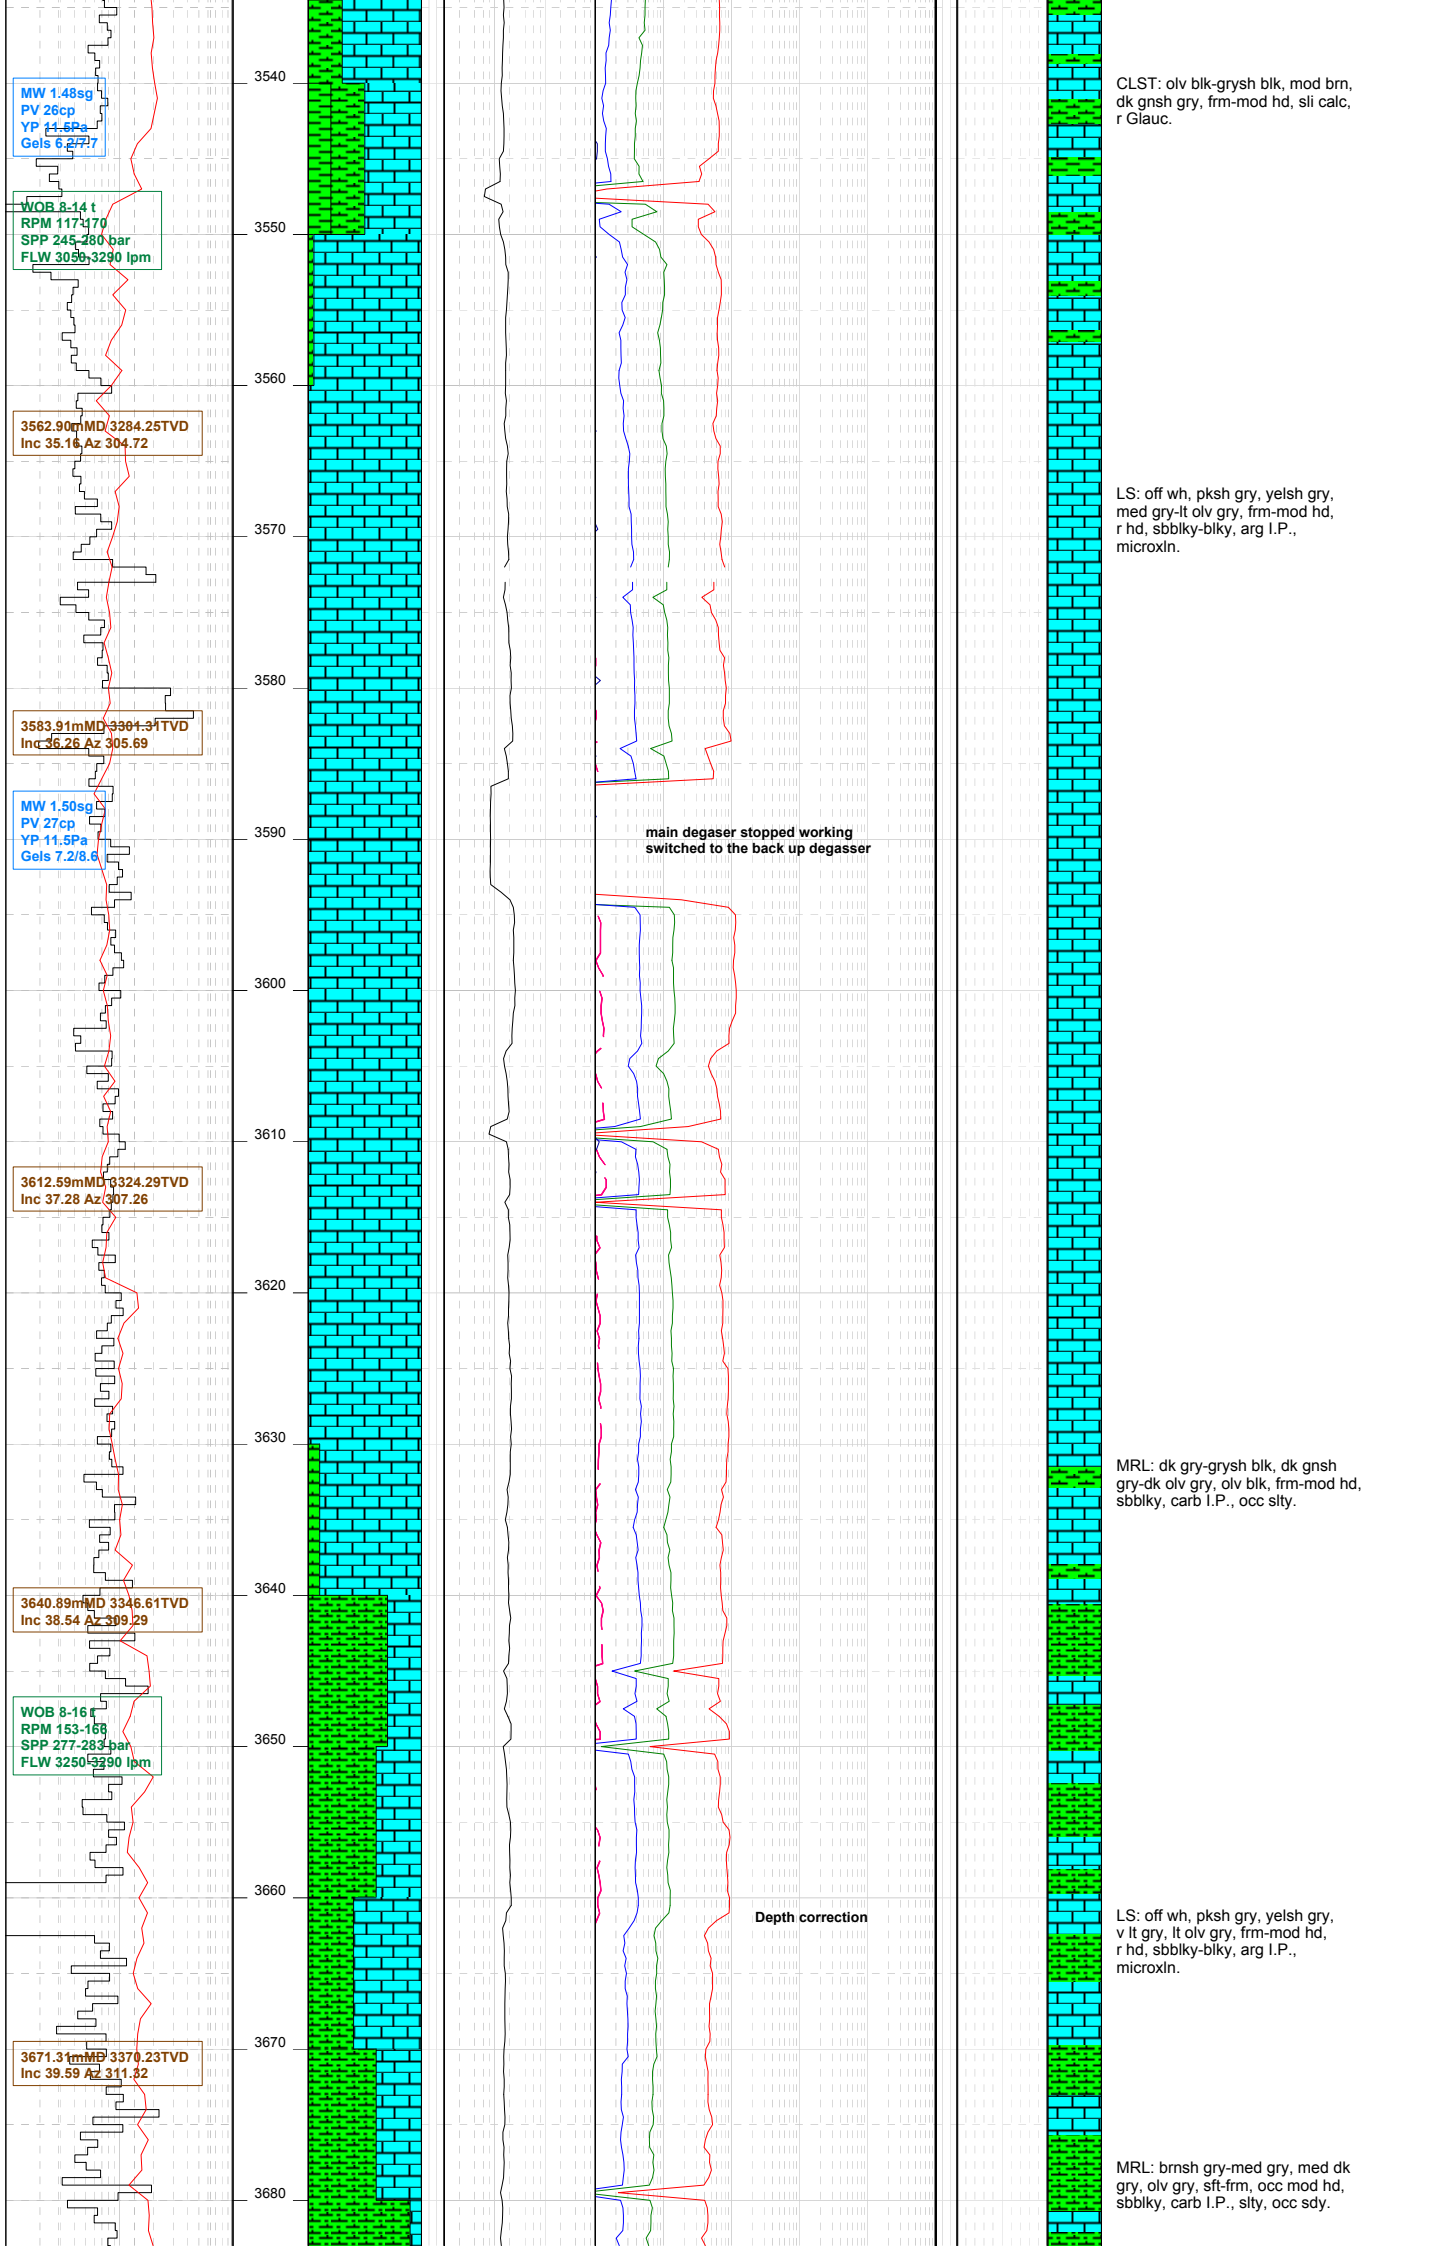 3540
CLST: olv blk-grysh blk, mod brn,
dk gnsh gry, frm-mod hd, sli calc,
r Glauc.
MW 1.48sg
PV 26cp
YP 11.5Pa
Gels 6.2/7.7
WOB 8-14 t
RPM 117-170
SPP 245-280 bar
FLW 3050-3290 lpm
3550
3560
3562.90mMD 3284.25TVD
Inc 35.16 Az 304.72
LS: off wh, pksh gry, yelsh gry,
med gry-lt olv gry, frm-mod hd,
r hd, sbblky-blky, arg I.P.,
microxln.
3570
3580
3583.91mMD 3301.31TVD
Inc 36.26 Az 305.69
MW 1.50sg
PV 27cp
YP 11.5Pa
Gels 7.2/8.6
3590
main degaser stopped working
switched to the back up degasser
3600
3610
3612.59mMD 3324.29TVD
Inc 37.28 Az 307.26
3620
3630
MRL: dk gry-grysh blk, dk gnsh
gry-dk olv gry, olv blk, frm-mod hd,
sbblky, carb I.P., occ slty.
3640
3640.89mMD 3346.61TVD
Inc 38.54 Az 309.29
WOB 8-16 t
RPM 153-166
SPP 277-283 bar
FLW 3250-3290 lpm
3650
3660
Depth correction
LS: off wh, pksh gry, yelsh gry,
v lt gry, lt olv gry, frm-mod hd,
r hd, sbblky-blky, arg I.P.,
microxln.
3670
3671.31mMD 3370.23TVD
Inc 39.59 Az 311.32
3680
MRL: brnsh gry-med gry, med dk
gry, olv gry, sft-frm, occ mod hd,
sbblky, carb I.P., slty, occ sdy.